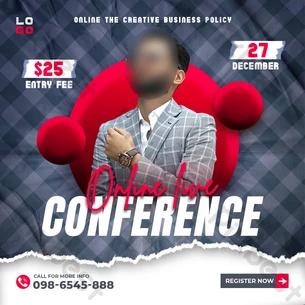 LO
GO
ONLINE THE CREATIVE BUSINESS POLICY
$25
ENTRY FEE
27
DECEMBER
Online live
CONFERENCE
CALL FOR MORE INFO
098-6545-888
REGISTER NOW